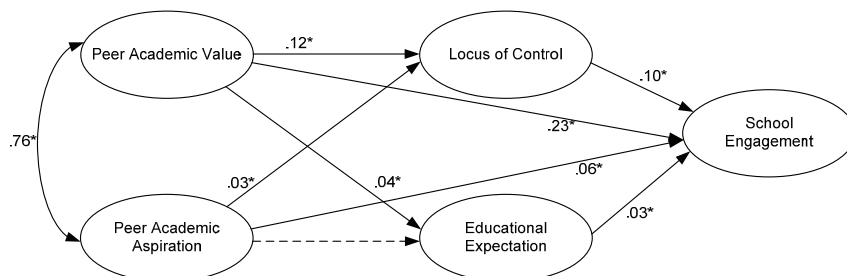 Peer Academic Value
.12*
Locus of Control
.10*
School
Engagement
.76*
.23*
.03*
.04*
.06*
.03*
Peer Academic
Aspiration
Educational
Expectation